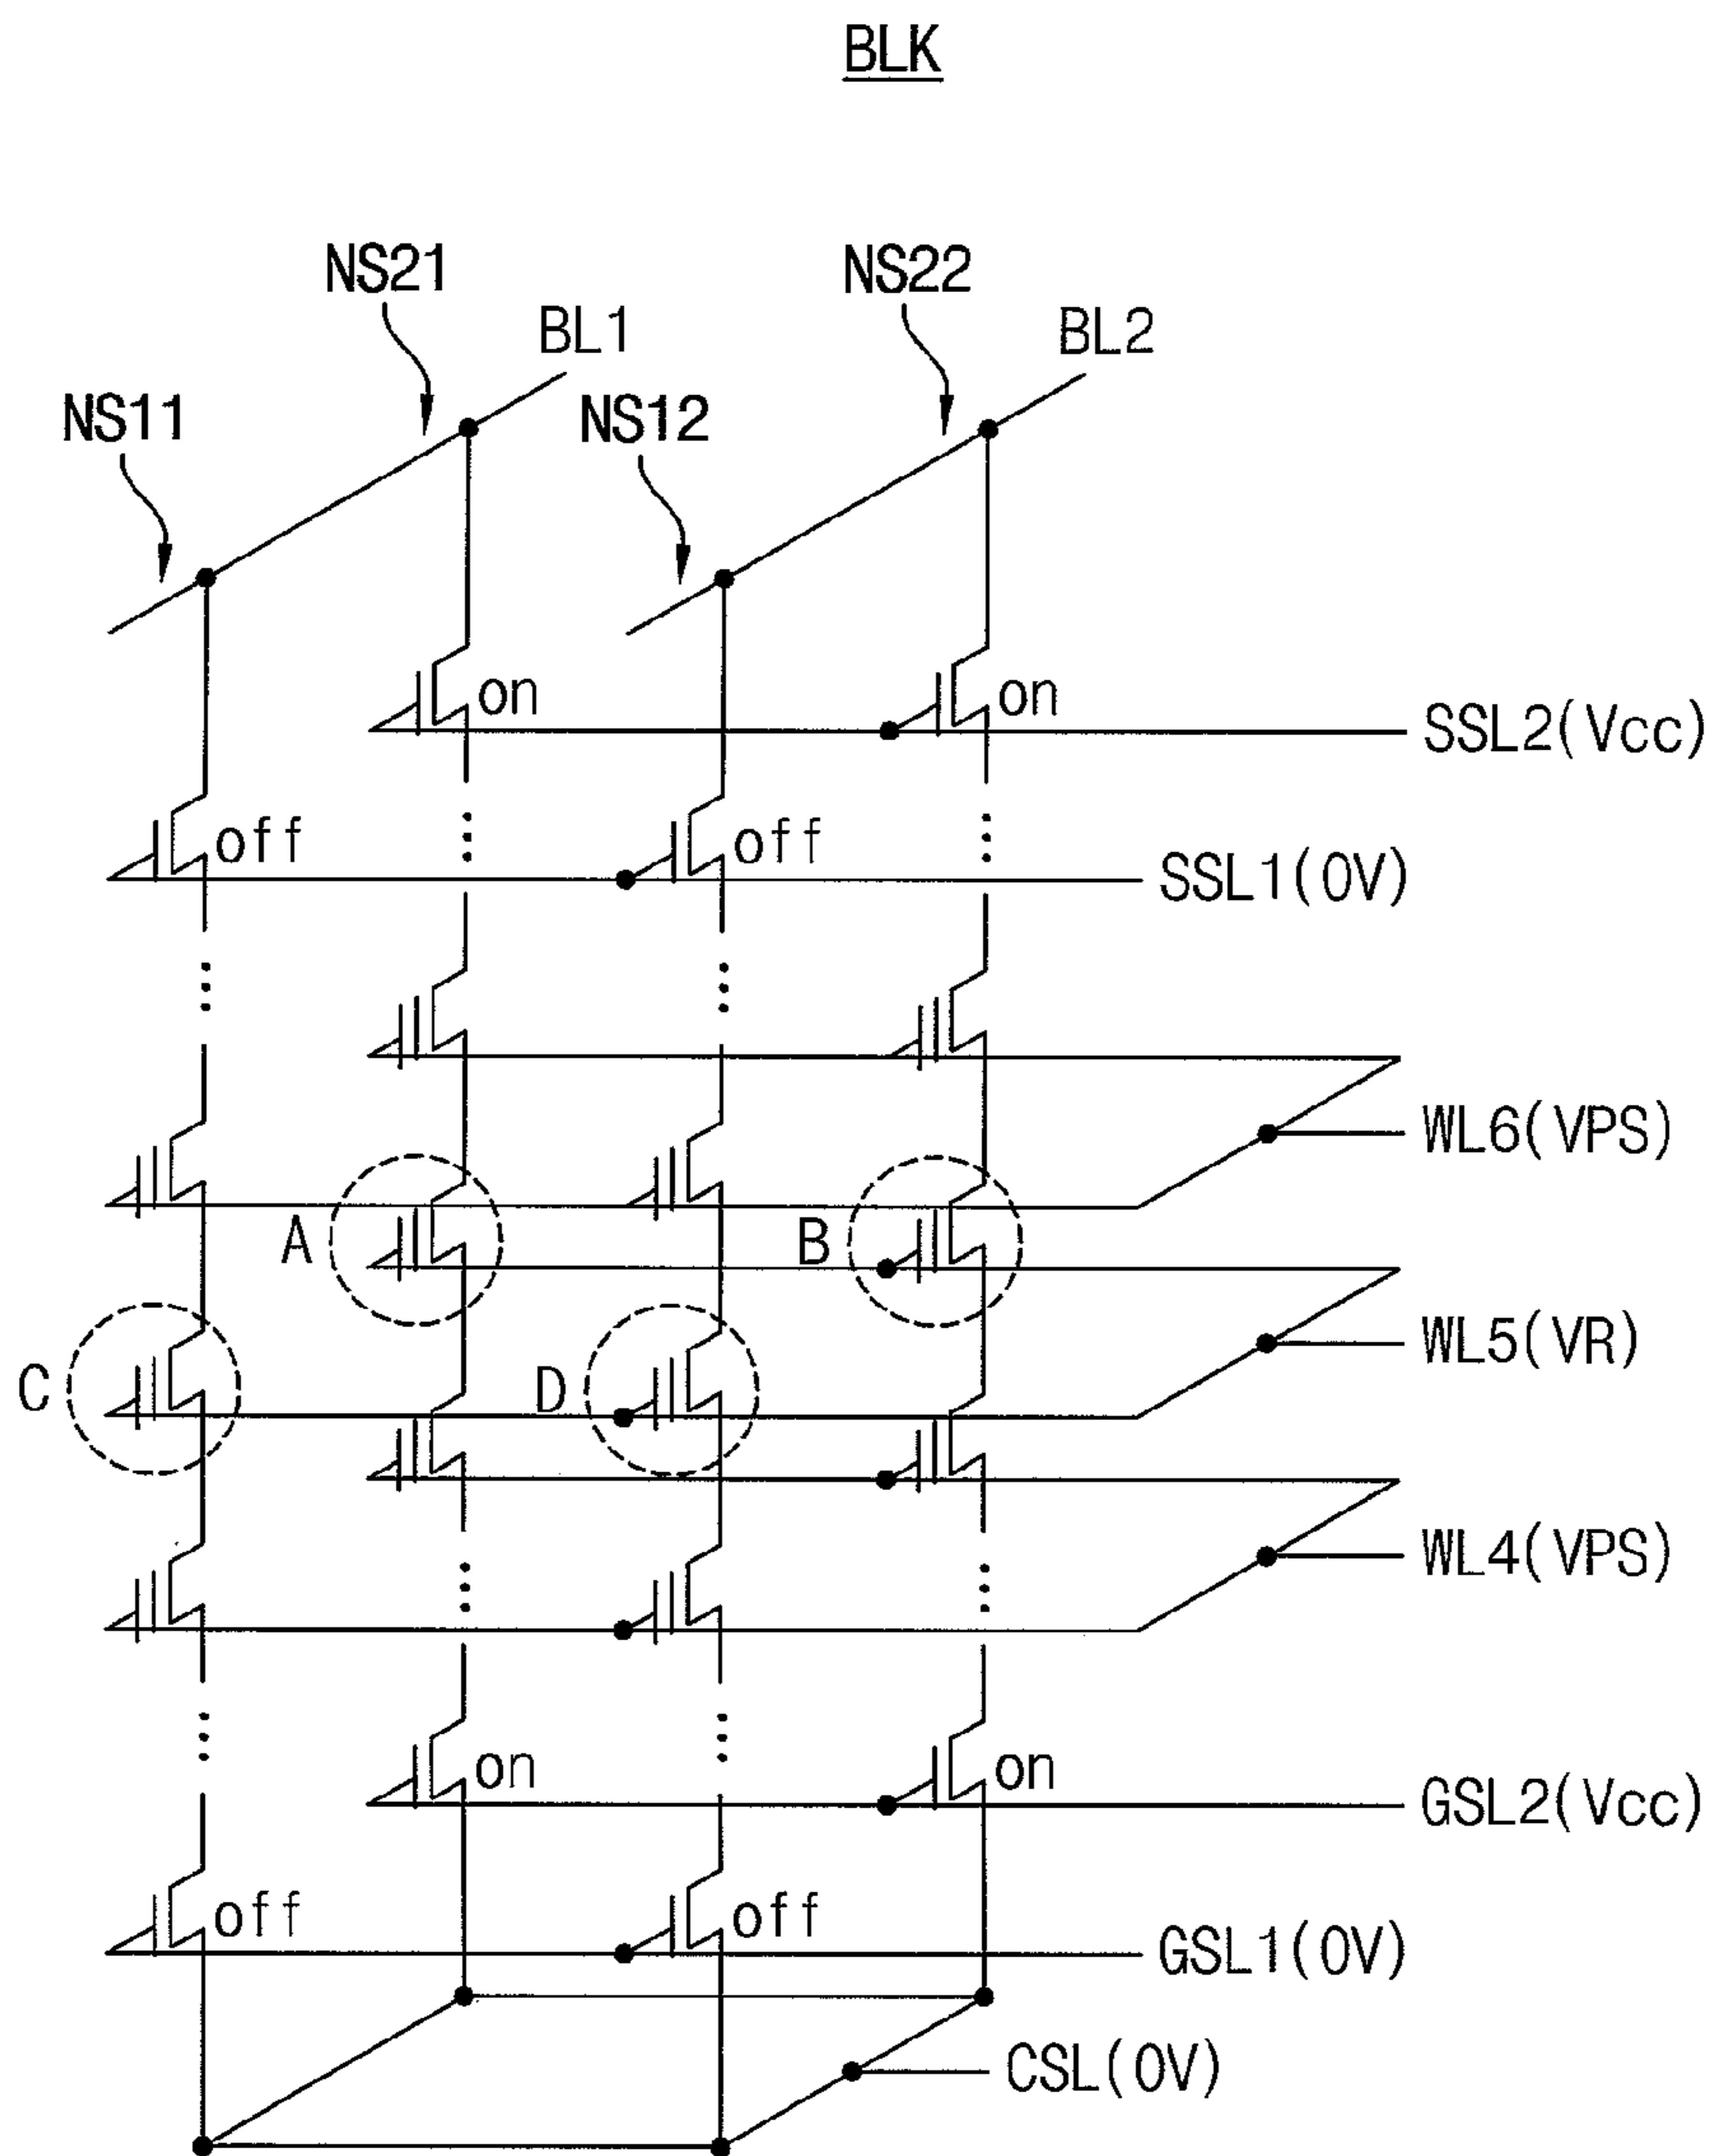 BLK
NS21
NS22
BL1
BL2
NS11
NS12
on
on
SSL2(Vcc)
off
off
SSL1(0V)
WL6(VPS)
A
B
WL5(VR)
C
D
WL4(VPS)
on
on
GSL2(Vcc)
off
off
GSL1(0V)
CSL(0V)